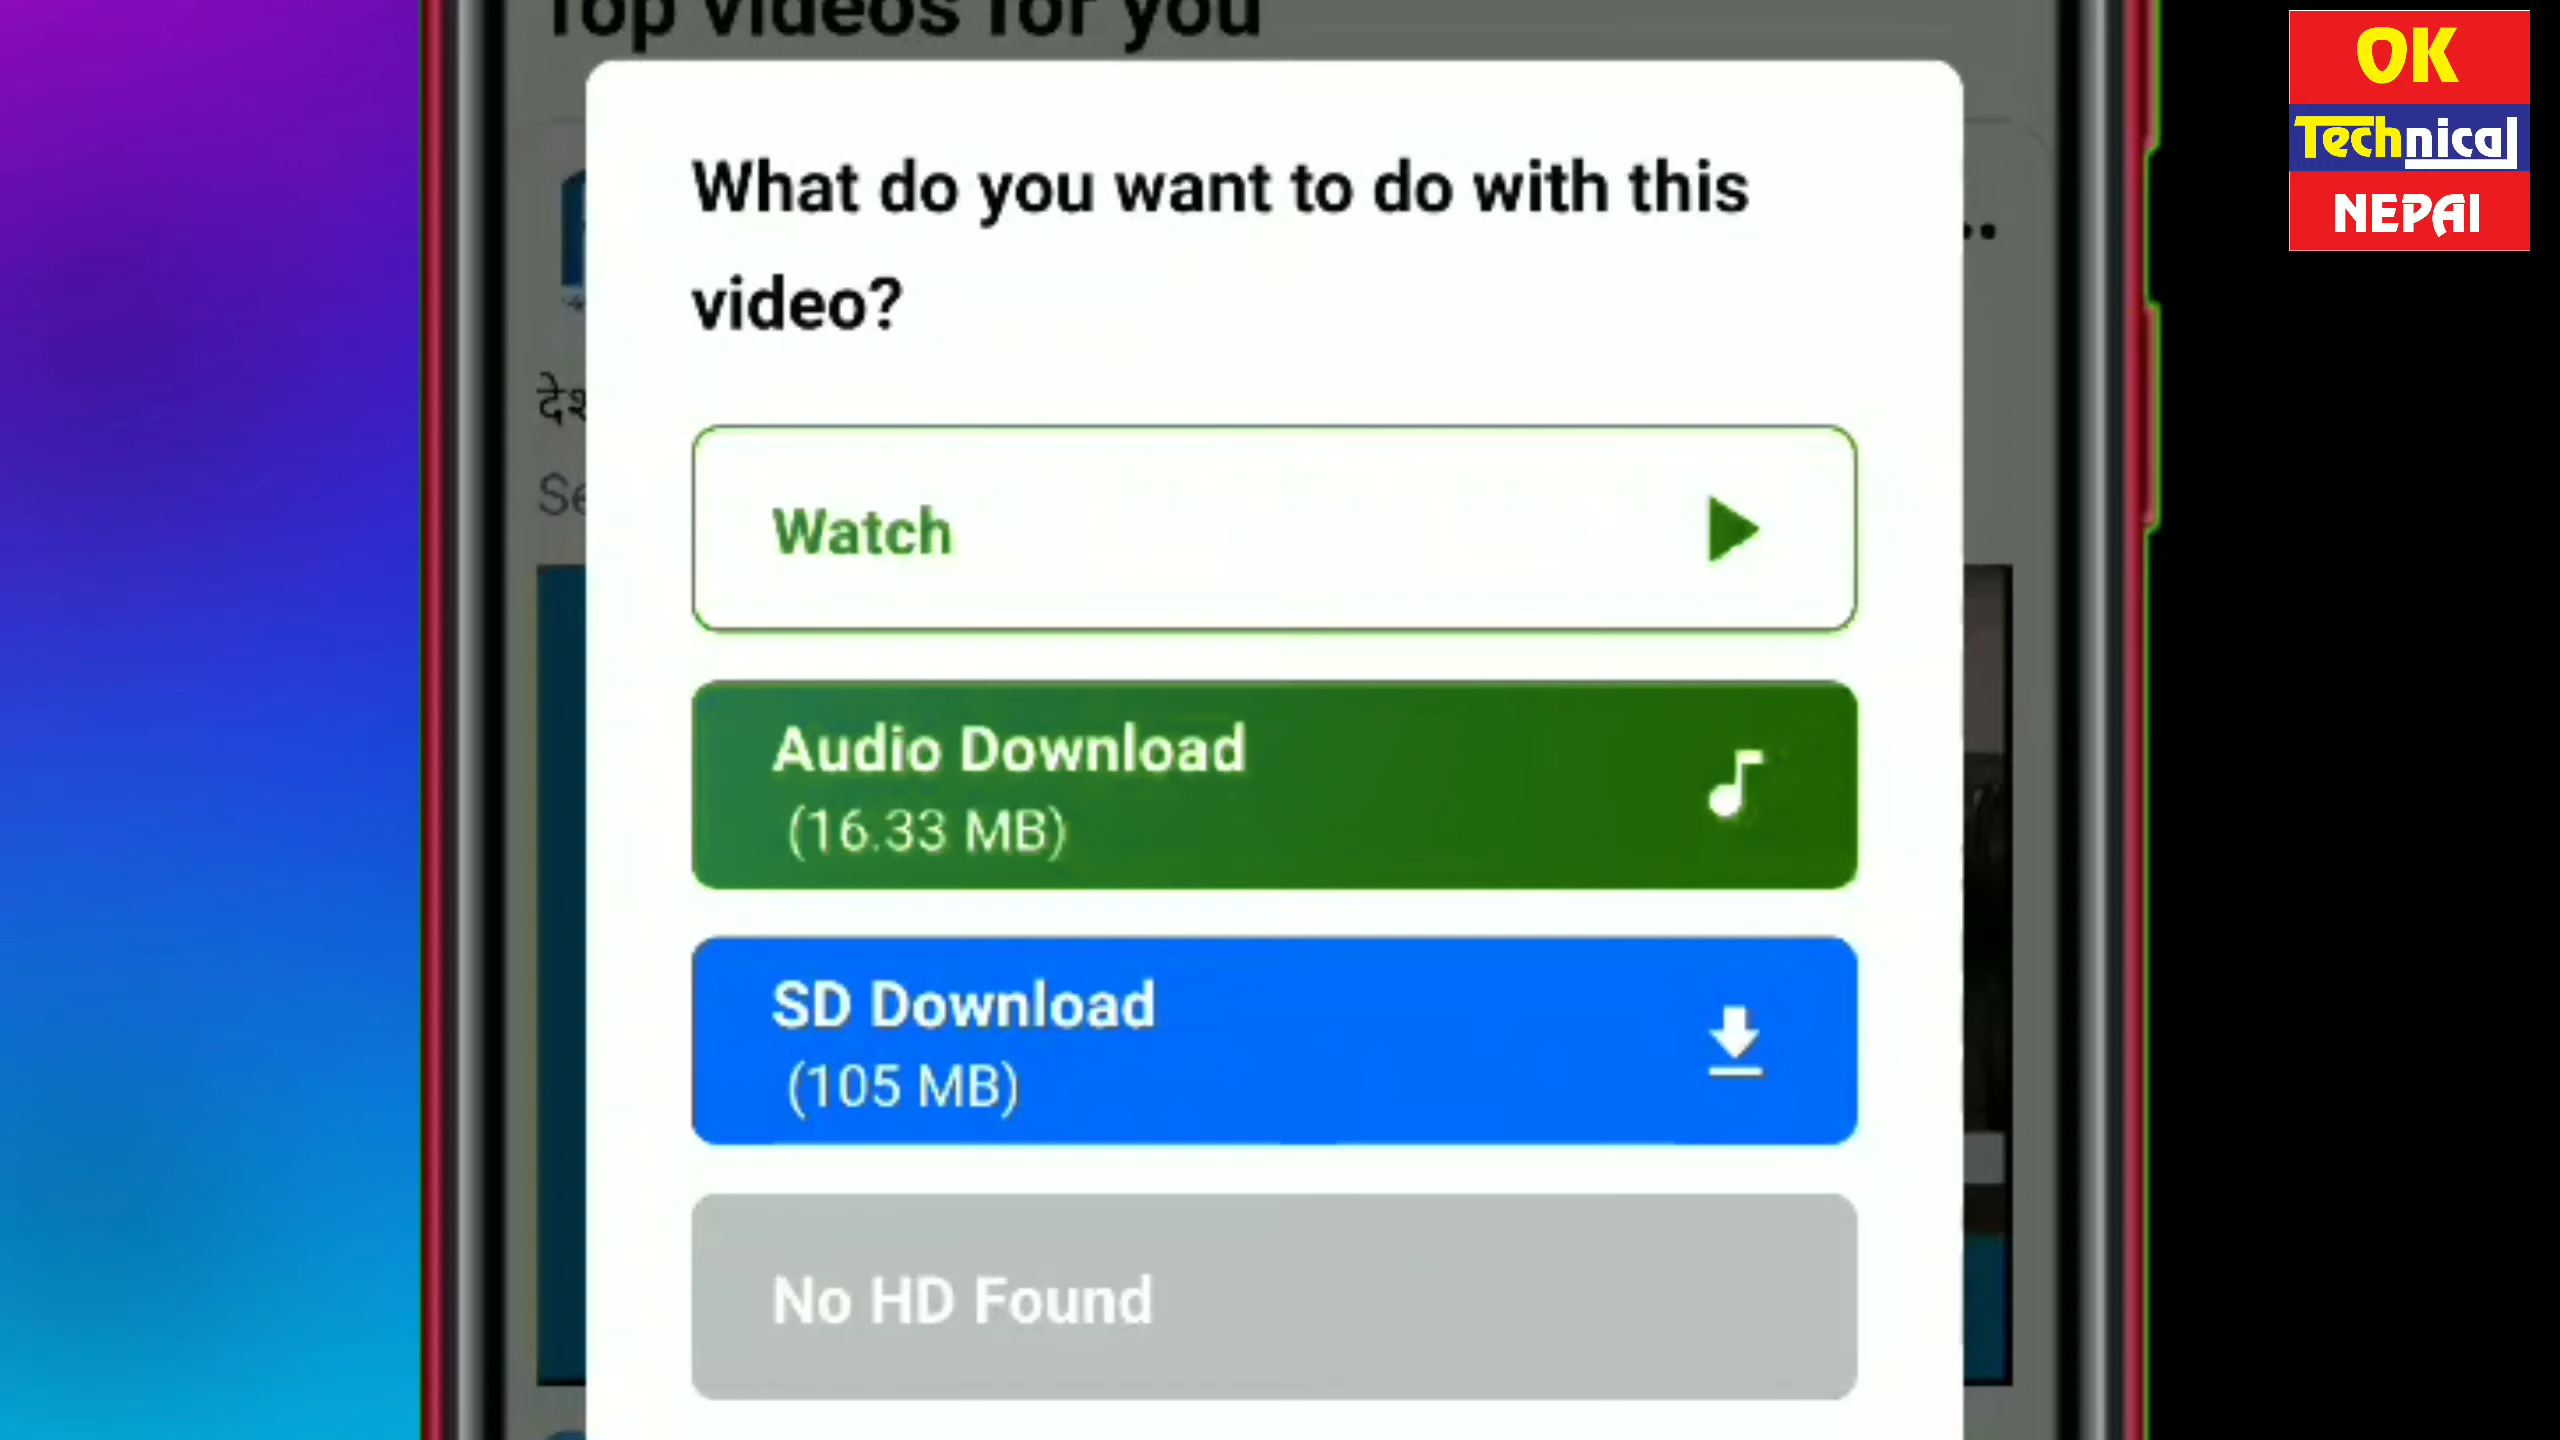 Top videos for you
OK
Technical
NEPAl
What do you want to do with this
video?
Watch
Audio Download
(16.33 MB)
SD Download
(105 MB)
No HD Found